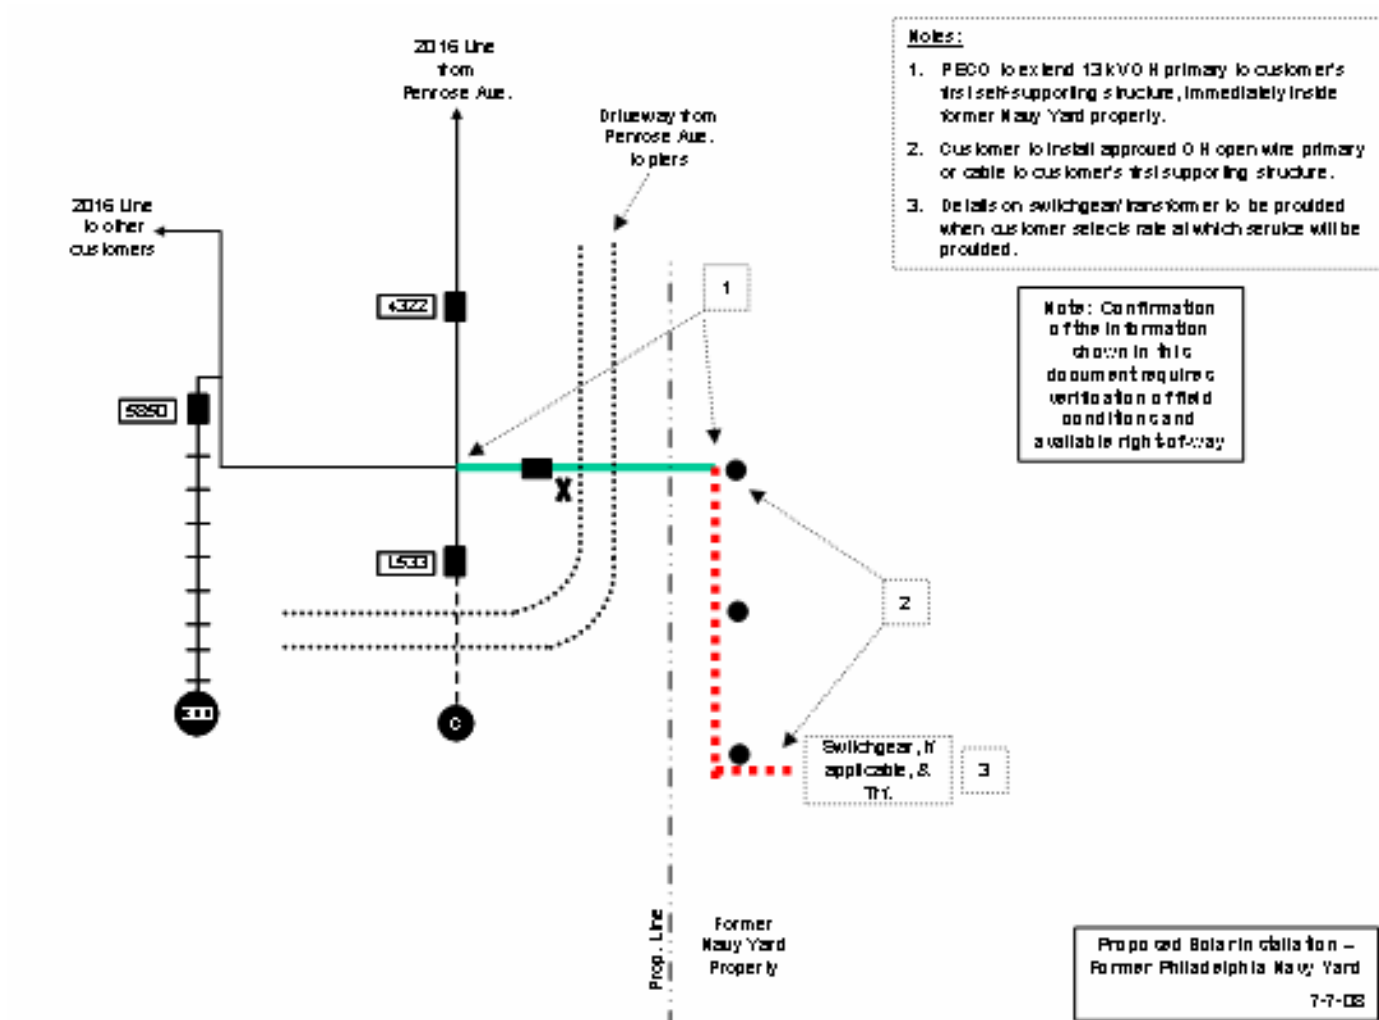 2016 Line
from
Penrose Ave.
Driveway from
Penrose Ave.
to piers
2016 Line
to other
customers
Notes:
1. PECO to extend 13kV OH primary to customer's
first self-supporting structure, immediately inside
former Navy Yard property.
2. Customer to install approved OH open wire primary
or cable to customer's first supporting structure.
3. Details on switchgear/transformer to be provided
when customer selects rate at which service will be
provided.
Note: Confirmation
of the information
shown in this
document requires
verification of field
conditions and
available right-of-way
1
4322
5850
X
L533
2
300
C
Switchgear, if
applicable, &
Trf.
3
Prop. Line
Former
Navy Yard
Property
Proposed Solar Installation –
Former Philadelphia Navy Yard
7-7-08